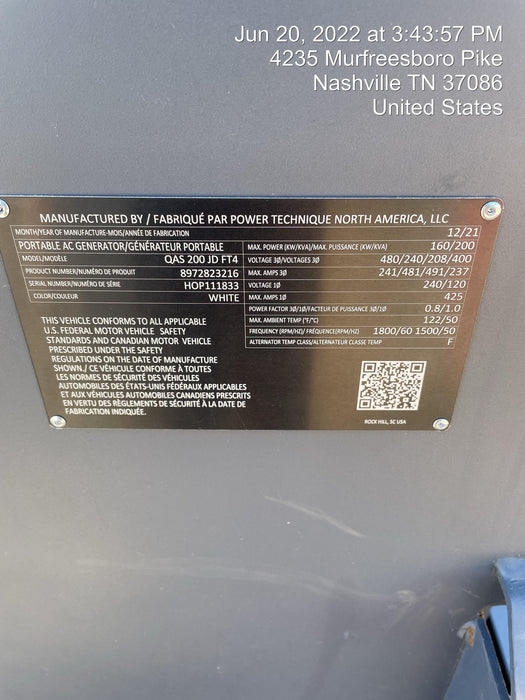 Jun 20, 2022 at 3:43:57 PM
4235 Murfreesboro Pike
Nashville TN 37086
United States
MANUFACTURED BY / FABRIQUÉ PAR POWER TECHNIQUE NORTH AMERICA, LLC
MONTH/YEAR OF MANUFACTURE-MOIS/ANNÉE DE FABRICATION 12/21
PORTABLE AC GENERATOR/GÉNÉRATEUR PORTABLE
MODEL/MODÈLE QAS 200 JD FT4
PRODUCT NUMBER/NUMÉRO DE PRODUIT 8972823216
SERIAL NUMBER/NUMÉRO DE SÉRIE HOP111833
COLOR/COULEUR WHITE
MAX. POWER (KW/KVA)/MAX. PUISSANCE (KW/KVA) 160/200
VOLTAGE 3Ø/VOLTAGES 3Ø 480/240/208/400
MAX. AMPS 3Ø 241/481/491/237
VOLTAGE 1Ø 240/120
MAX. AMPS 1Ø 425
POWER FACTOR 3Ø/1Ø/FACTEUR DE PUISSANCE 3Ø/1Ø 0.8/1.0
MAX. AMBIENT TEMP (°F/°C) 122/50
FREQUENCY (RPM/HZ)/ FRÉQUENCE(RPM/HZ) 1800/60 1500/50
ALTERNATOR TEMP CLASS/ALTERNATEUR CLASSE TEMP F
THIS VEHICLE CONFORMS TO ALL APPLICABLE
U.S. FEDERAL MOTOR VEHICLE SAFETY
STANDARDS AND CANADIAN MOTOR VEHICLE
PRESCRIBED UNDER THE SAFETY
REGULATIONS ON THE DATE OF MANUFACTURE
SHOWN./ CE VÉHICULE CONFORME À TOUTES
LES NORMES DE SÉCURITÉ DES VÉHICULES
AUTOMOBILES DES ÉTATS-UNIS FÉDÉRAUX APPLICABLES
ET AUX VÉHICULES AUTOMOBILES CANADIENS PRESCRITS
EN VERTU DES RÈGLEMENTS DE SÉCURITÉ À LA DATE DE
FABRICATION INDIQUÉE.
ROCK HILL, SC USA